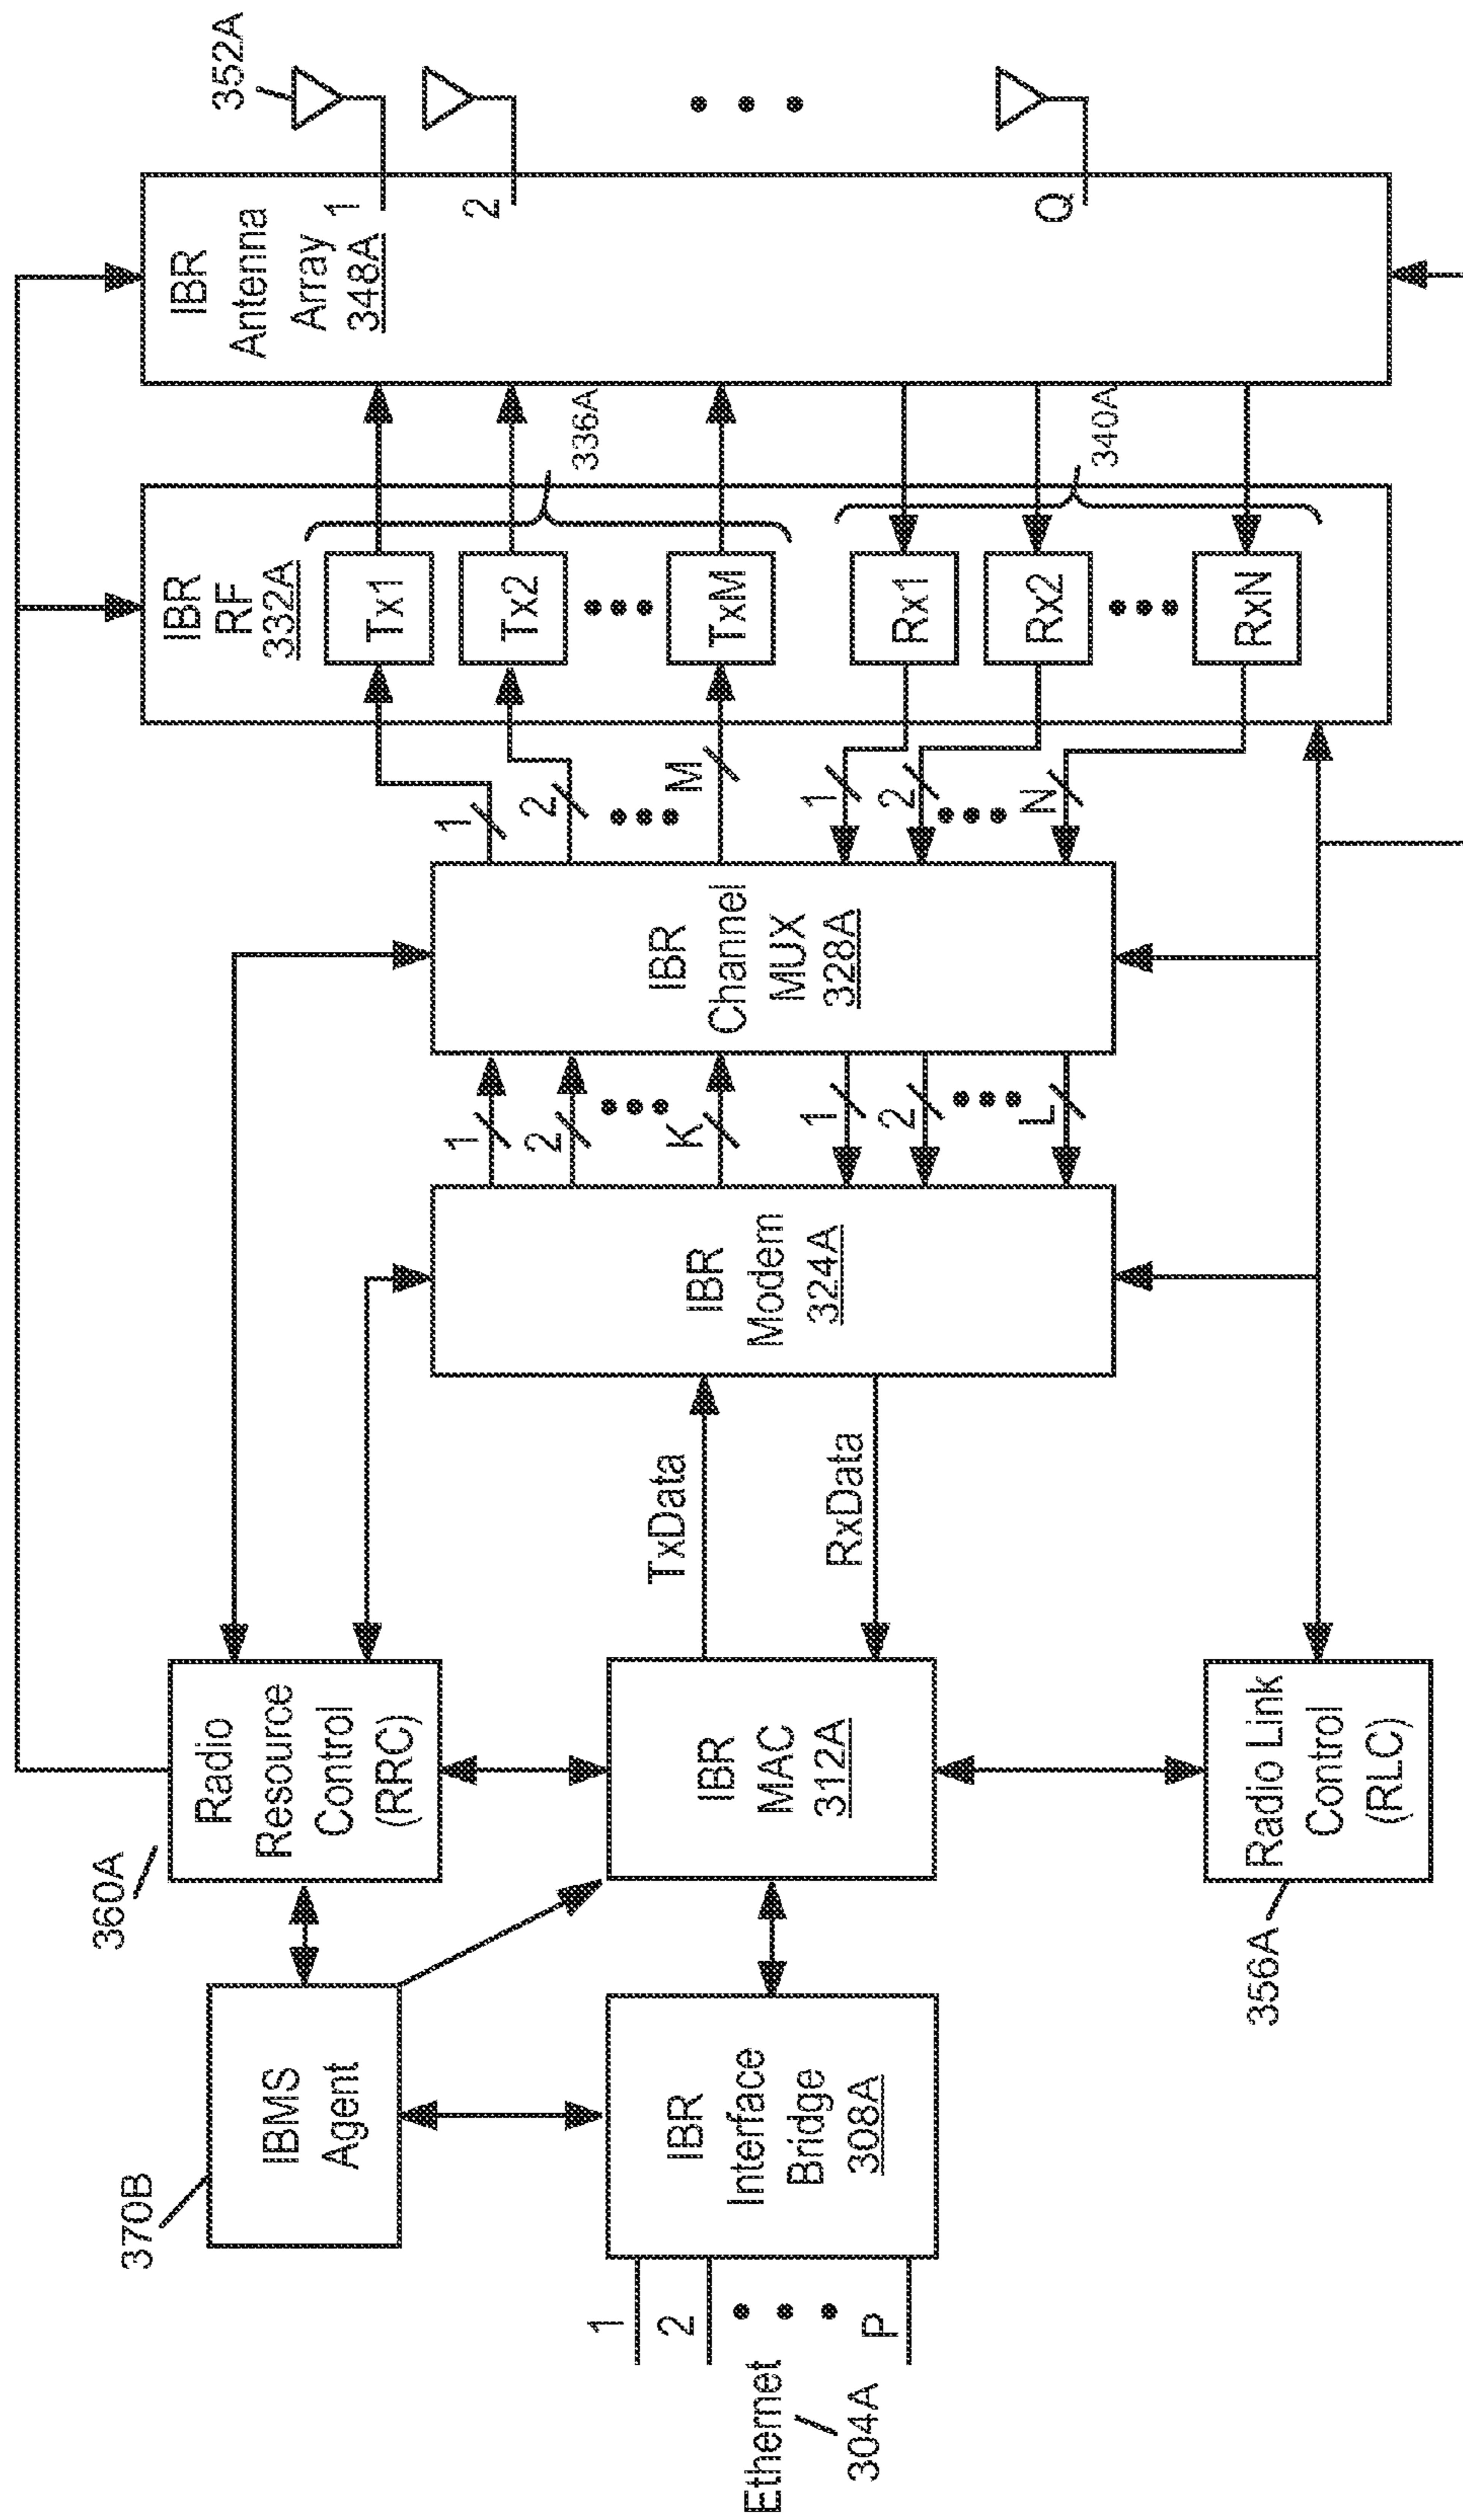 352A
IBR
Antenna
Array
348A
1
2
Q
IBR
RF
332A
Tx1
Tx2
TxM
Rx1
Rx2
RxN
336A
340A
1
2
M
1
2
N
IBR
Channel
MUX
328A
1
2
K
1
2
L
IBR
Modem
324A
TxData
RxData
360A
Radio
Resource
Control
(RRC)
IBR
MAC
312A
Radio Link
Control
(RLC)
356A
370B
IBMS
Agent
IBR
Interface
Bridge
308A
1
2
P
Ethernet
304A